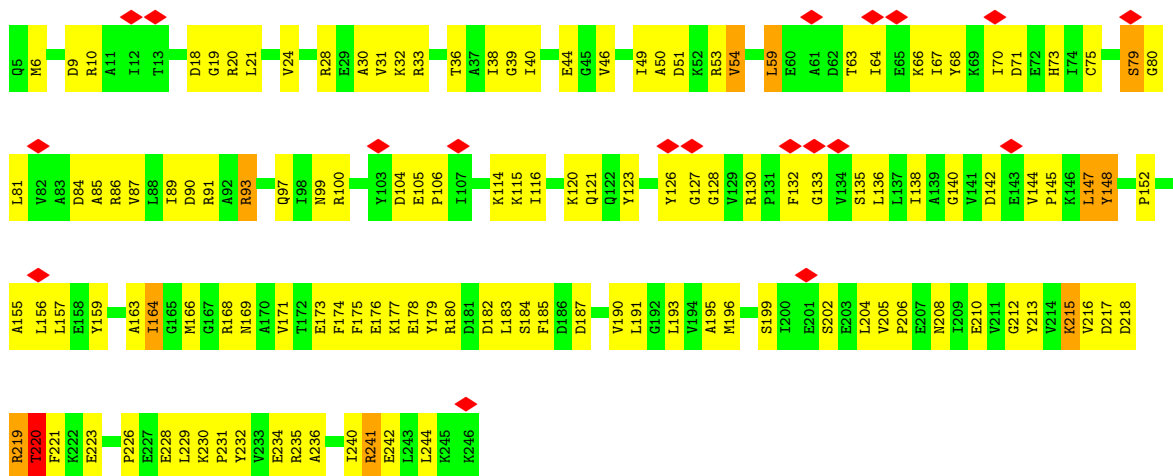 Q5 M6 D9 R10 A11 I12 T13 D18 G19 R20 L21 V24 R28 E29 A30 V31 K32 R33 T36 A37 I38 G39 I40 E44 G45 V46 I49 A50 D51 K52 R53 V54 L59 E60 A61 D62 T63 I64 E65 K66 I67 Y68 K69 I70 D71 E72 H73 I74 C75 S79 G80
L81 V82 A83 D84 A85 R86 V87 L88 I89 D90 R91 A92 R93 Q97 I98 N99 R100 Y103 D104 E105 P106 I107 K114 K115 I116 K120 Q121 Q122 Y123 Y126 G127 G128 V129 R130 P131 F132 G133 V134 S135 L136 L137 I138 A139 G140 V141 D142 E143 V144 P145 K146 L147 Y148 P152
A155 L156 L157 E158 Y159 A163 I164 G165 M166 G167 R168 N169 A170 V171 T172 E173 F174 F175 E176 K177 E178 Y179 R180 D181 D182 L183 S184 F185 D186 D187 V190 L191 G192 L193 V194 A195 M196 S199 I200 E201 S202 E203 L204 V205 P206 E207 N208 I209 E210 V211 G212 Y213 V214 K215 V216 D217 D218
R219 T220 F221 K222 E223 P226 E227 E228 L229 K230 P231 Y232 V233 E234 R235 A236 I240 R241 E242 L243 L244 K245 K246